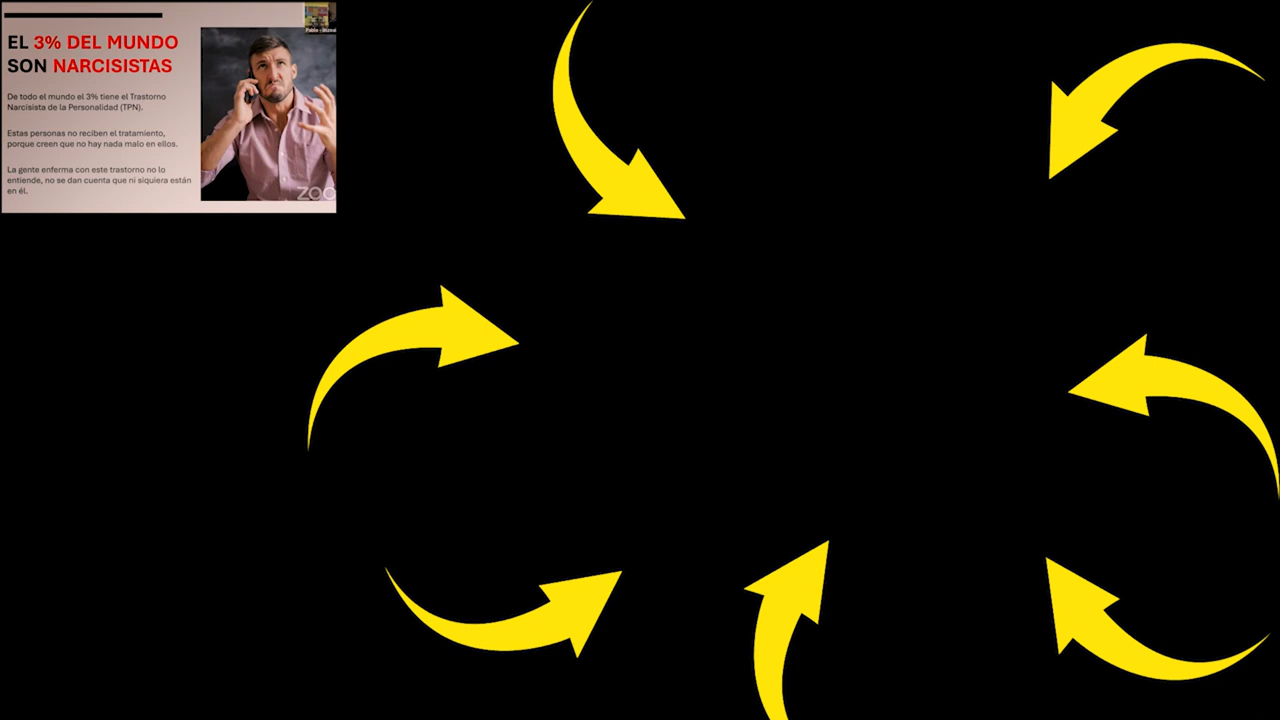 EL 3% DEL MUNDO
SON NARCISISTAS
De todo el mundo el 3% tiene el Trastorno
Narcisista de la Personalidad (TPN).
Estas personas no reciben el tratamiento,
porque creen que no hay nada malo en ellos.
La gente enferma con este trastorno no lo
entiende, no se dan cuenta que ni siquiera están
en él.